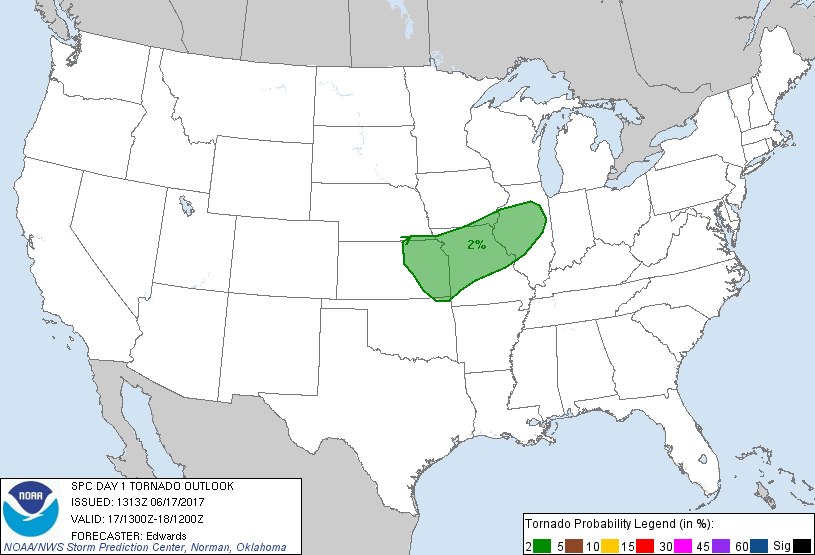 2%
NOAA
SPC DAY 1 TORNADO OUTLOOK
ISSUED: 1313Z 06/17/2017
VALID: 17/1300Z-18/1200Z
FORECASTER: Edwards
NOAA/NWS Storm Prediction Center, Norman, Oklahoma
Tornado Probability Legend (in %):
2 5 10 15 30 45 60 Sig